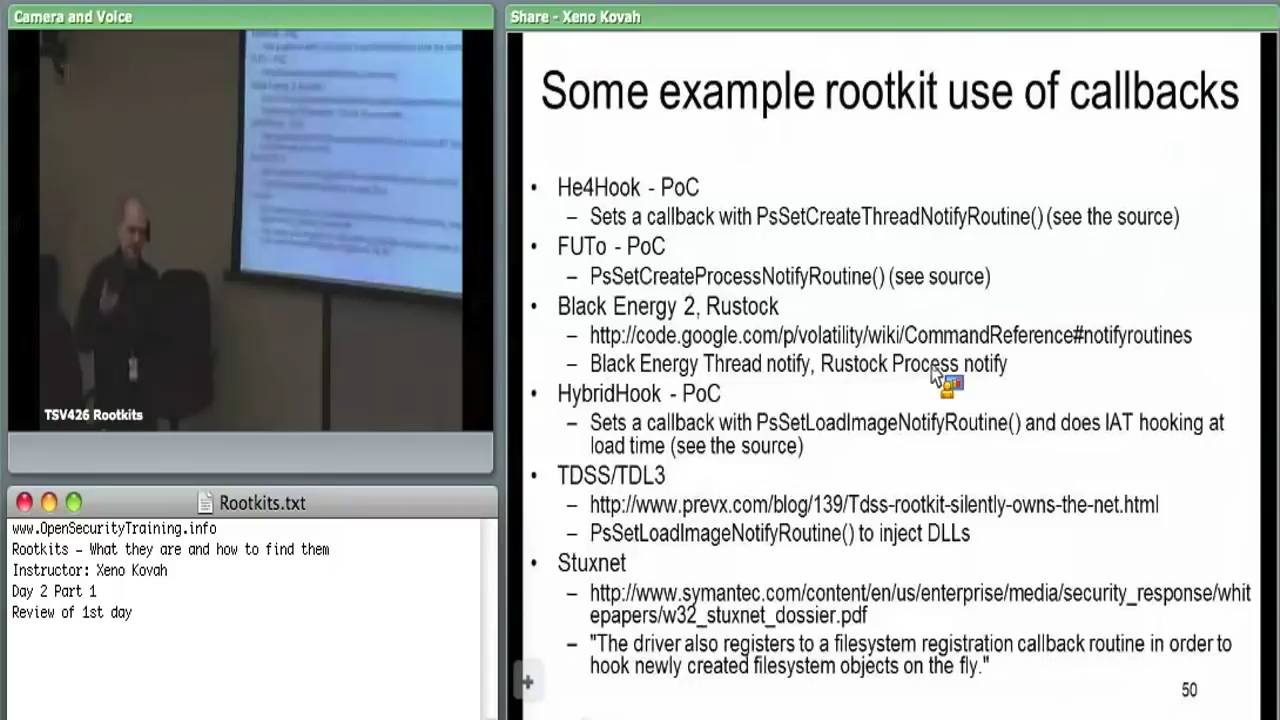 Camera and Voice
TSV426 Rootkits
Rootkits.txt
www.OpenSecurityTraining.info
Rootkits – What they are and how to find them
Instructor: Xeno Kovah
Day 2 Part 1
Review of 1st day
Share - Xeno Kovah
Some example rootkit use of callbacks
• He4Hook - PoC
– Sets a callback with PsSetCreateThreadNotifyRoutine() (see the source)
• FUTo - PoC
– PsSetCreateProcessNotifyRoutine() (see source)
• Black Energy 2, Rustock
– http://code.google.com/p/volatility/wiki/CommandReference#notifyroutines
– Black Energy Thread notify, Rustock Process notify
• HybridHook - PoC
– Sets a callback with PsSetLoadImageNotifyRoutine() and does IAT hooking at
load time (see the source)
• TDSS/TDL3
– http://www.prevx.com/blog/139/Tdss-rootkit-silently-owns-the-net.html
– PsSetLoadImageNotifyRoutine() to inject DLLs
• Stuxnet
– http://www.symantec.com/content/en/us/enterprise/media/security_response/whit
epapers/w32_stuxnet_dossier.pdf
– "The driver also registers to a filesystem registration callback routine in order to
hook newly created filesystem objects on the fly."
50